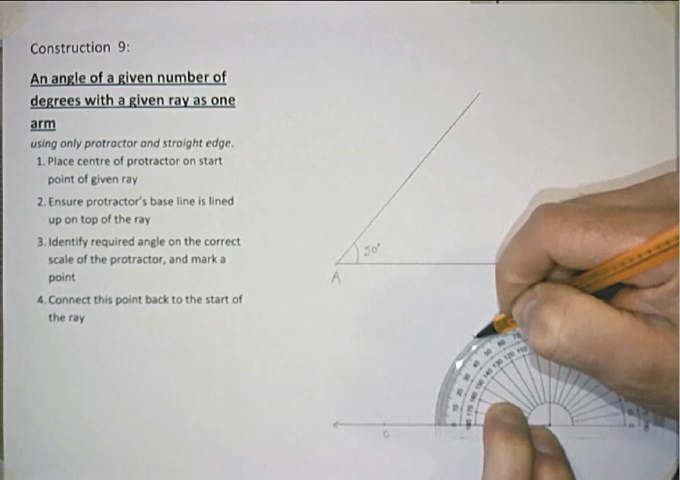 Construction 9:
An angle of a given number of
degrees with a given ray as one
arm
using only protractor and straight edge.
1. Place centre of protractor on start
point of given ray
2. Ensure protractor's base line is lined
up on top of the ray
3. Identify required angle on the correct
scale of the protractor, and mark a
point
4. Connect this point back to the start of
the ray
50°
A
C